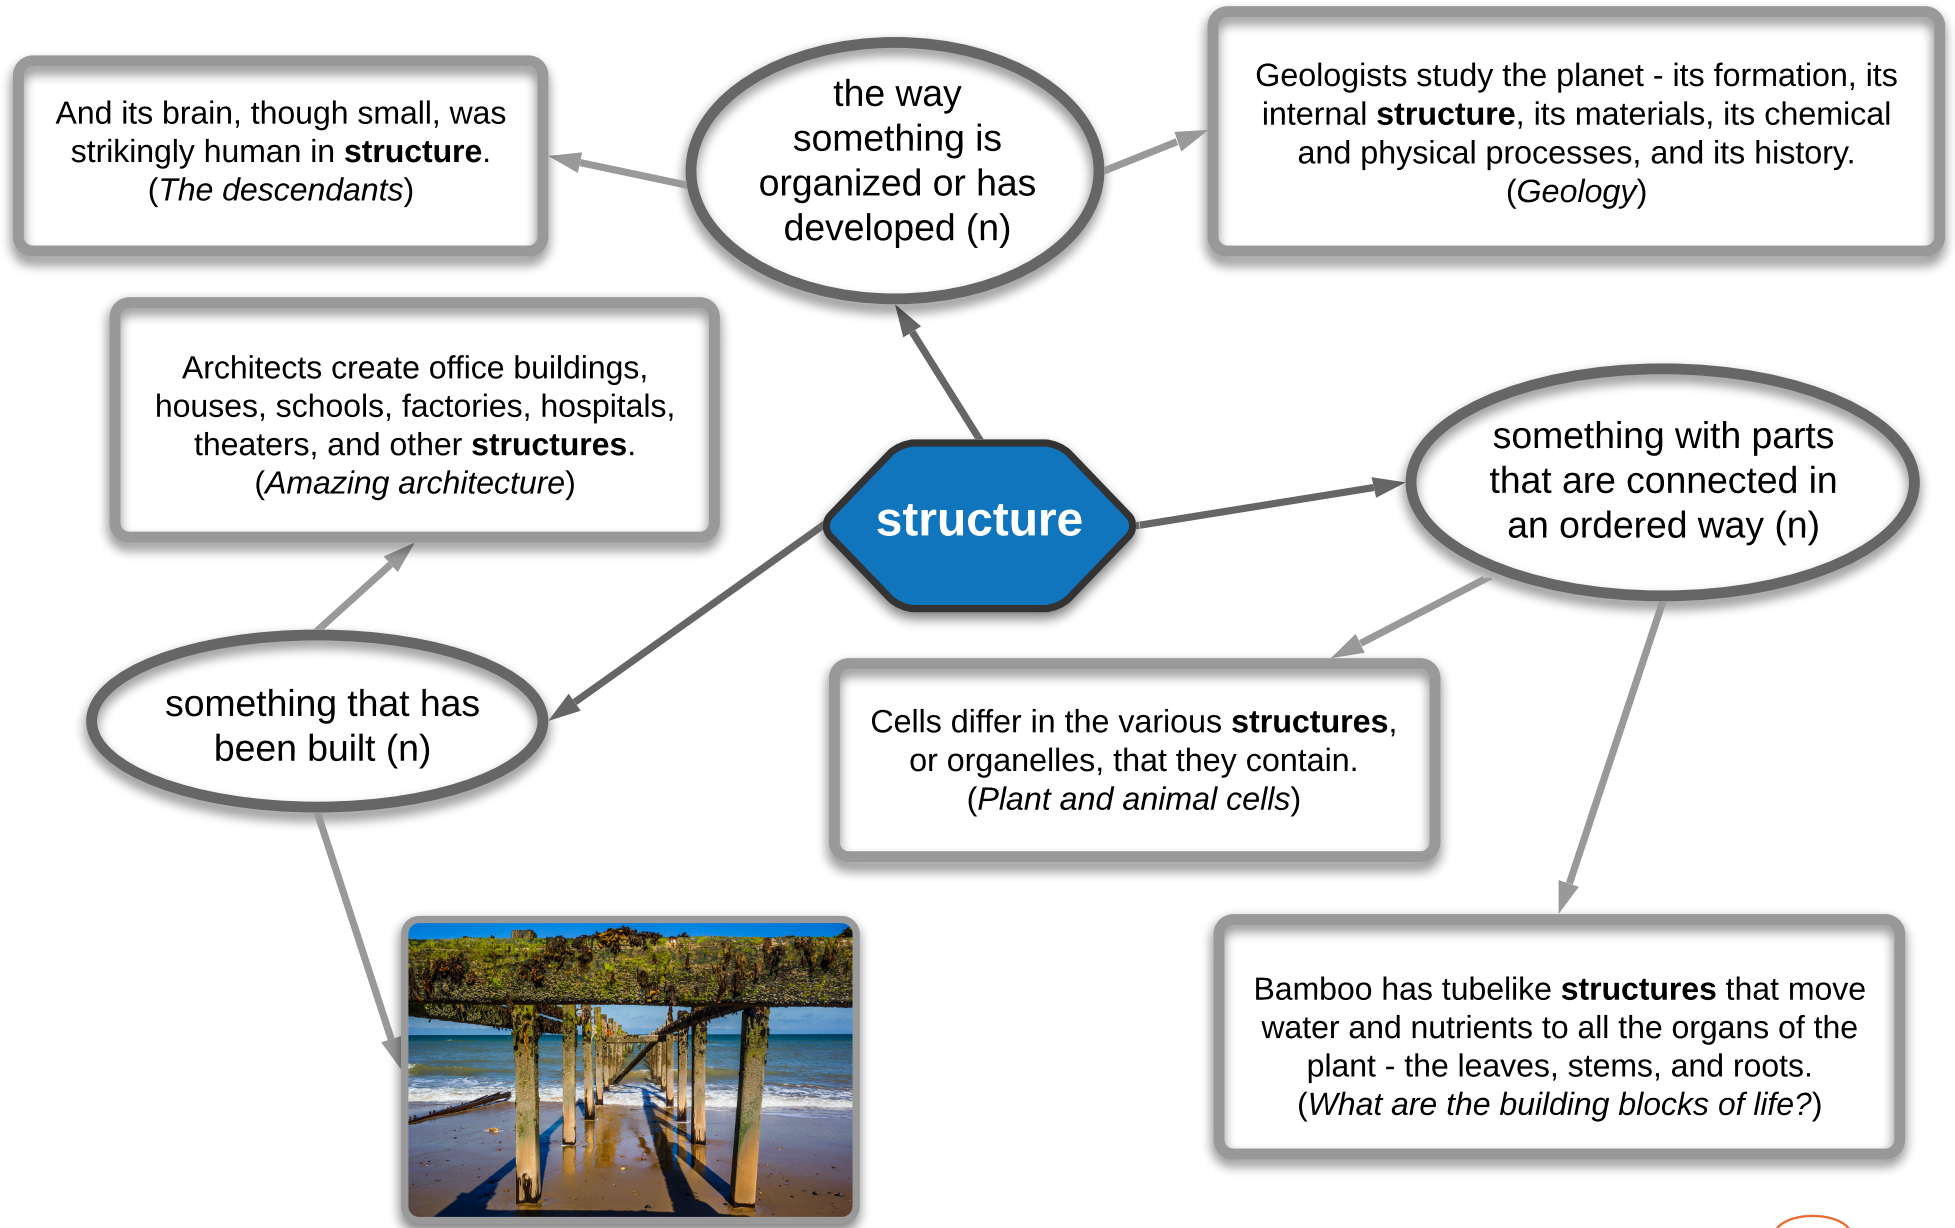 the way
something is
organized or has
developed (n)
And its brain, though small, was
strikingly human in structure.
(The descendants)
Geologists study the planet - its formation, its
internal structure, its materials, its chemical
and physical processes, and its history.
(Geology)
Architects create office buildings,
houses, schools, factories, hospitals,
theaters, and other structures.
(Amazing architecture)
structure
something with parts
that are connected in
an ordered way (n)
something that has
been built (n)
Cells differ in the various structures,
or organelles, that they contain.
(Plant and animal cells)
Bamboo has tubelike structures that move
water and nutrients to all the organs of the
plant - the leaves, stems, and roots.
(What are the building blocks of life?)